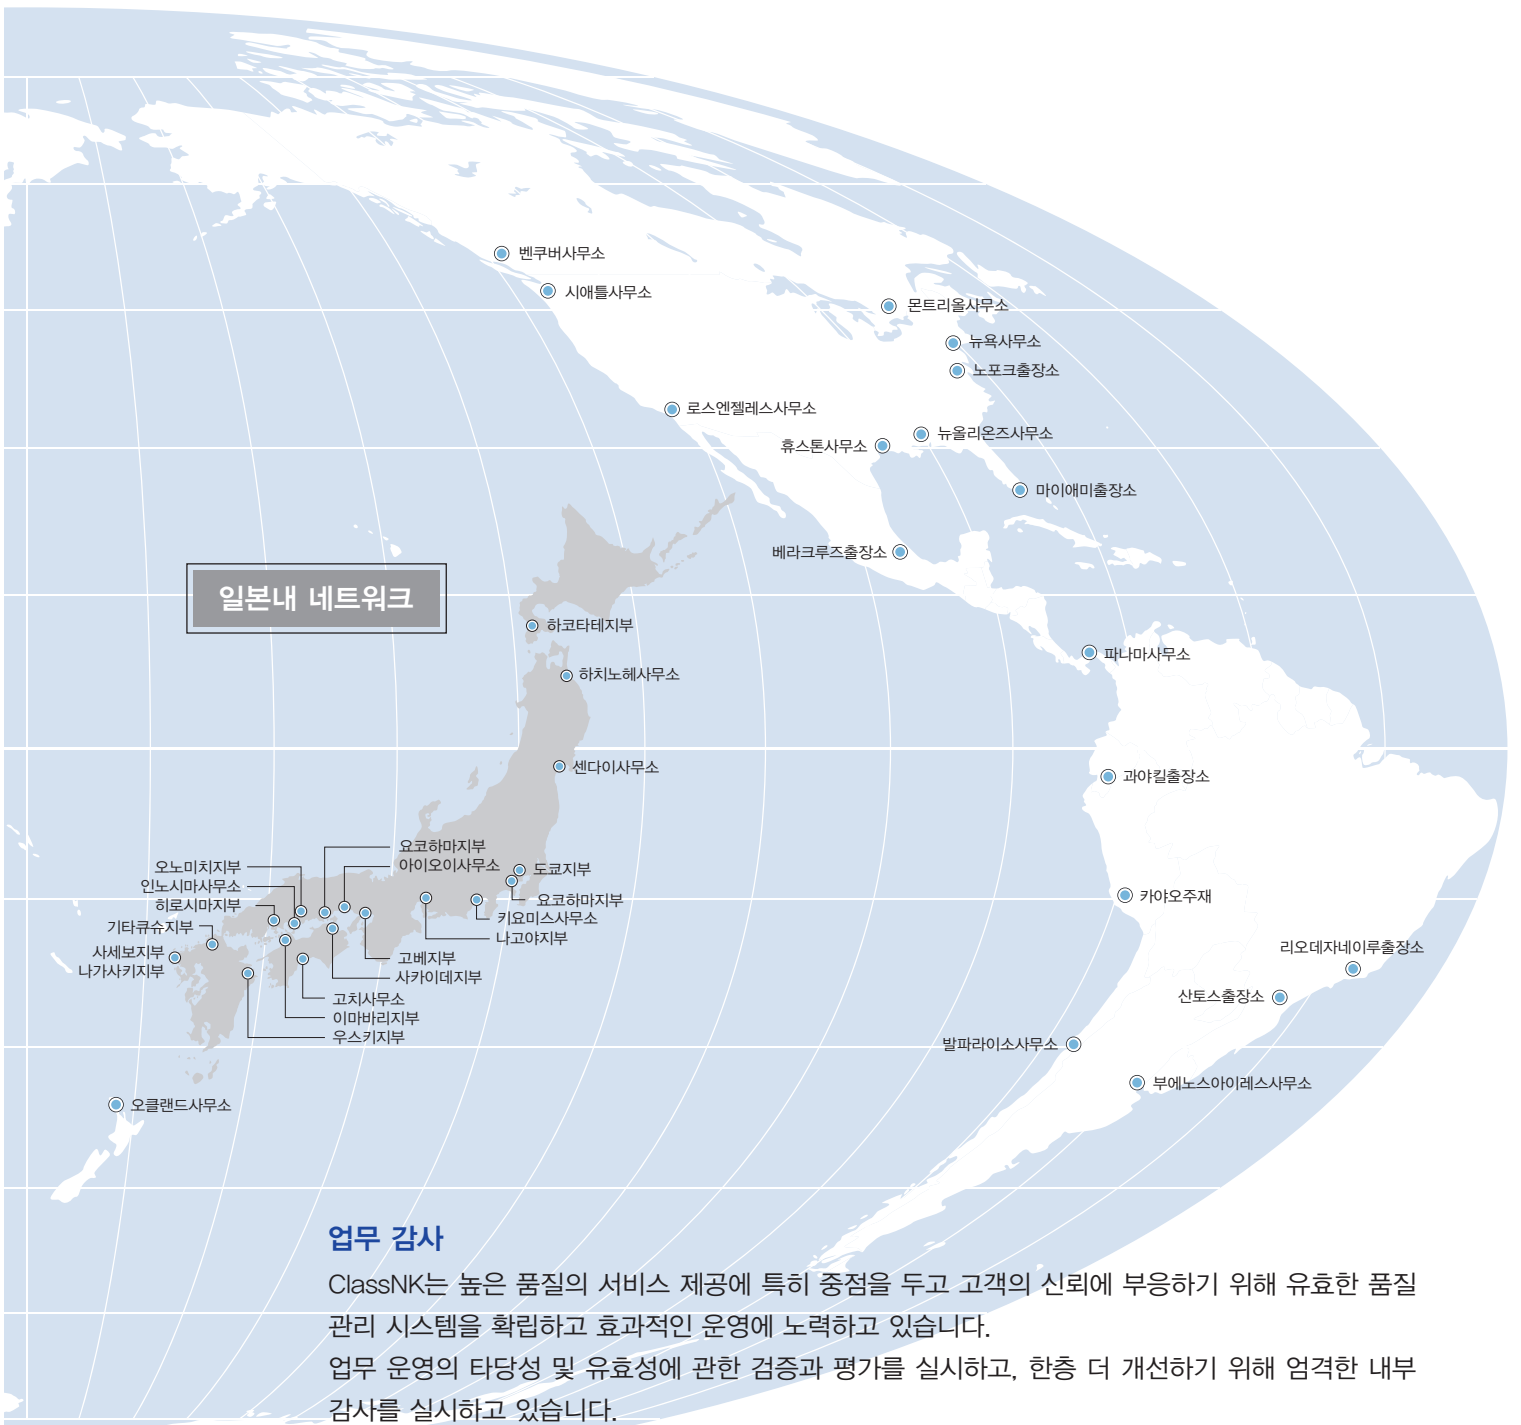 벤쿠버사무소
시애틀사무소
몬트리올사무소
뉴욕사무소
노포크출장소
로스엔젤레스사무소
뉴올리온즈사무소
휴스톤사무소
마이애미출장소
베라크루즈출장소
일본내 네트워크
하코타테지부
파나마사무소
하치노헤사무소
센다이사무소
과야킬출장소
요코하마지부
오노미치지부
아이오이사무소
도쿄지부
인노시마사무소
히로시마지부
요코하마지부
카야오주재
키요미스사무소
기타큐슈지부
나고야지부
사세보지부
나가사키지부
고베지부
사카이데지부
리오데자네이루출장소
고치사무소
산토스출장소
이마바리지부
우스키지부
발파라이소사무소
부에노스아이레스사무소
오클랜드사무소
업무 감사
ClassNK는 높은 품질의 서비스 제공에 특히 중점을 두고 고객의 신뢰에 부응하기 위해 유효한 품질
관리 시스템을 확립하고 효과적인 운영에 노력하고 있습니다.
업무 운영의 타당성 및 유효성에 관한 검증과 평가를 실시하고, 한층 더 개선하기 위해 엄격한 내부
감사를 실시하고 있습니다.